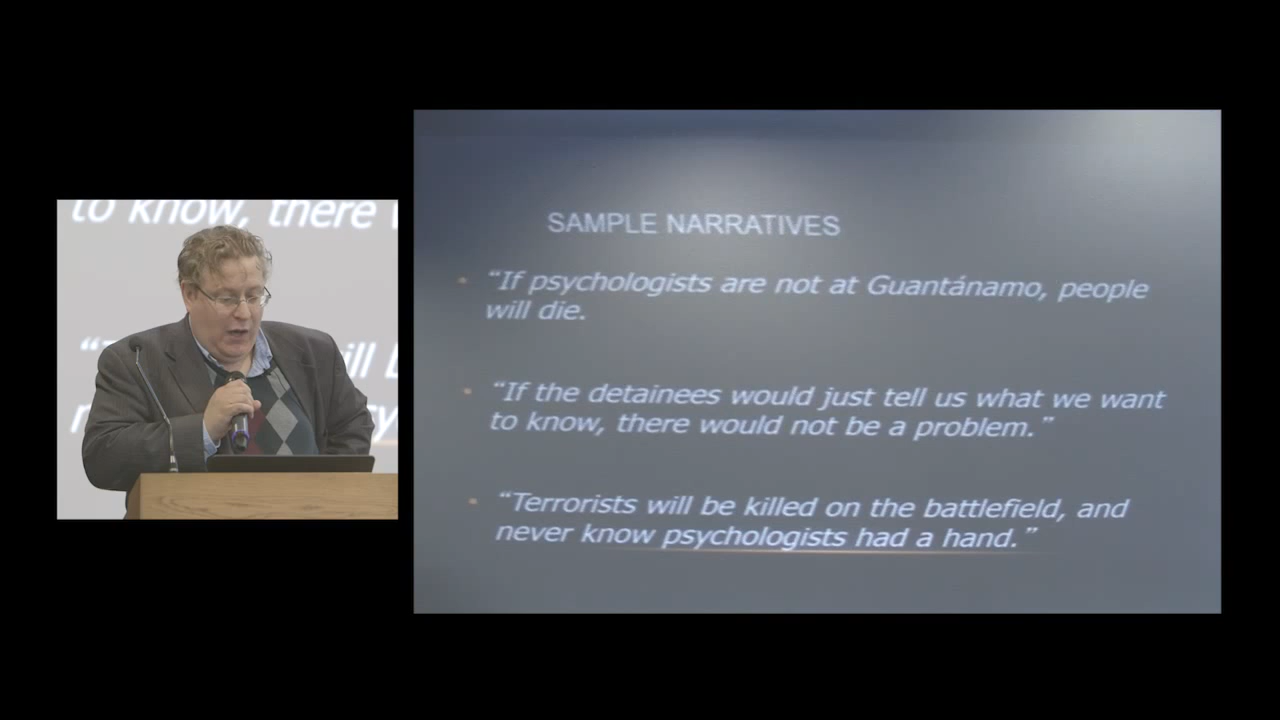 to know, there
"
ill
SAMPLE NARRATIVES
"If psychologists are not at Guantánamo, people
will die.
"If the detainees would just tell us what we want
to know, there would not be a problem."
"Terrorists will be killed on the battlefield, and
never know psychologists had a hand."